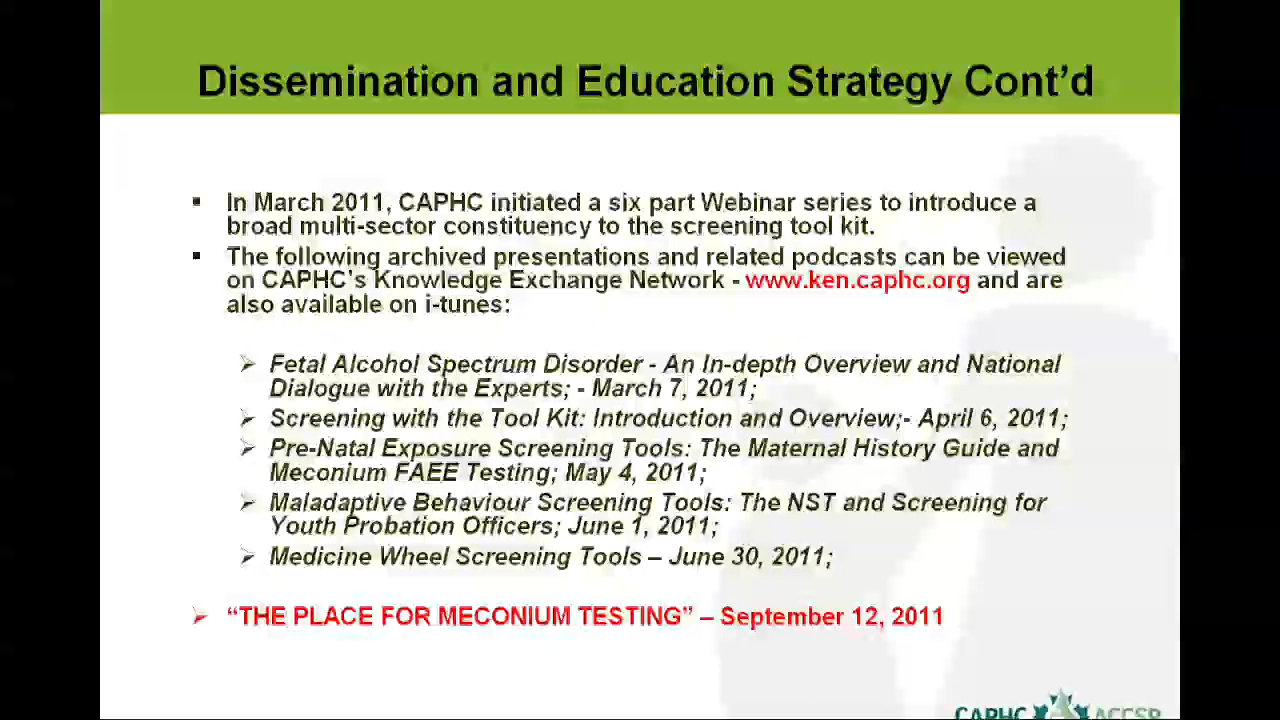 Dissemination and Education Strategy Cont'd
▪ In March 2011, CAPHC initiated a six part Webinar series to introduce a
broad multi-sector constituency to the screening tool kit.
▪ The following archived presentations and related podcasts can be viewed
on CAPHC's Knowledge Exchange Network - www.ken.caphc.org and are
also available on i-tunes:
➢ Fetal Alcohol Spectrum Disorder - An In-depth Overview and National
Dialogue with the Experts; - March 7, 2011;
➢ Screening with the Tool Kit: Introduction and Overview;- April 6, 2011;
➢ Pre-Natal Exposure Screening Tools: The Maternal History Guide and
Meconium FAEE Testing; May 4, 2011;
➢ Maladaptive Behaviour Screening Tools: The NST and Screening for
Youth Probation Officers; June 1, 2011;
➢ Medicine Wheel Screening Tools – June 30, 2011;
➢ “THE PLACE FOR MECONIUM TESTING” – September 12, 2011
CAPHC ACCSP